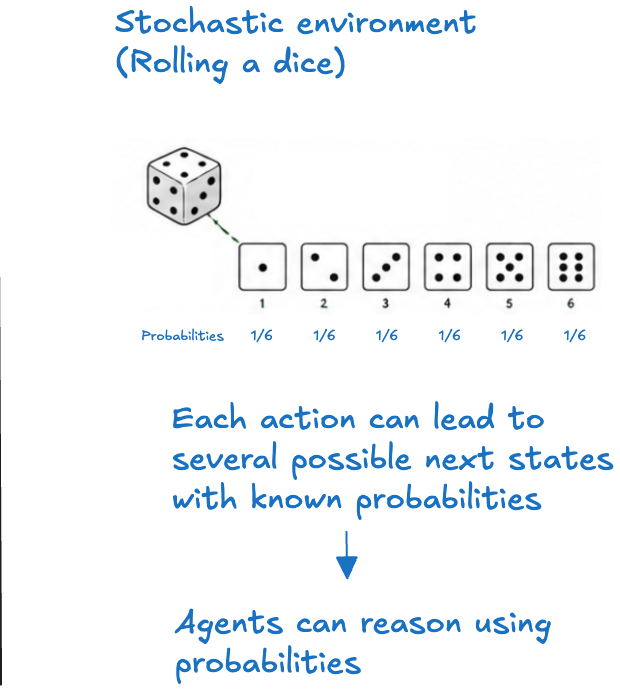 Stochastic environment
(Rolling a dice)
1 2 3 4 5 6
Probabilities 1/6 1/6 1/6 1/6 1/6 1/6
Each action can lead to
several possible next states
with known probabilities
Agents can reason using
probabilities